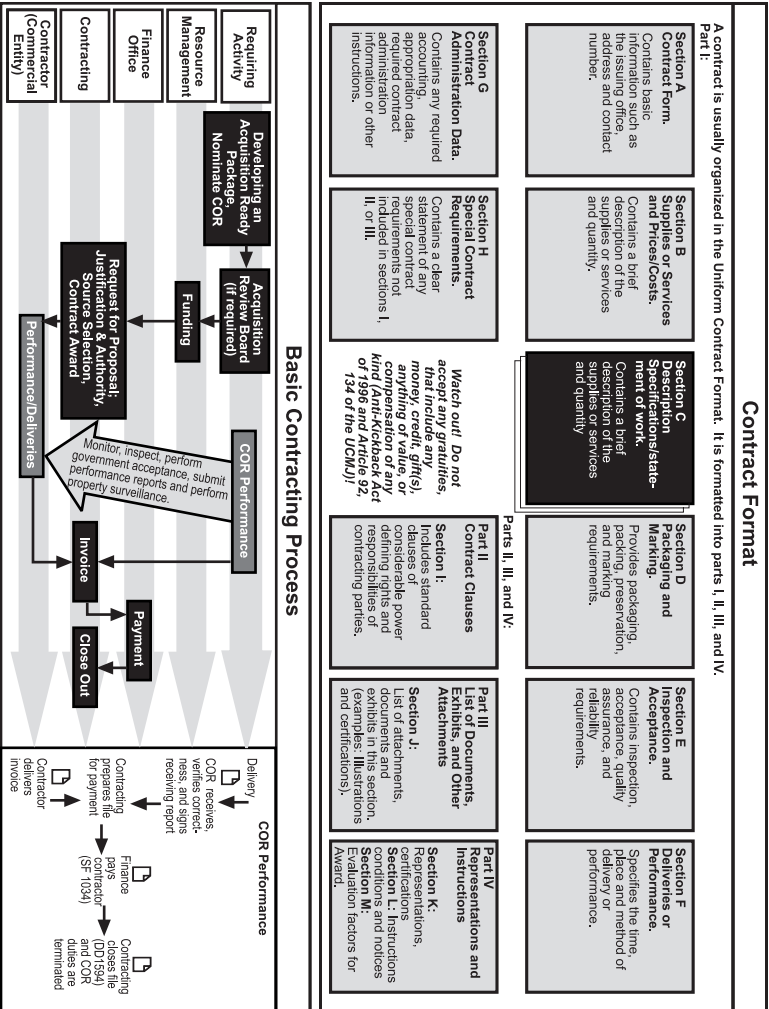 Contract Format
A contract is usually organized in the Uniform Contract Format.  It is formatted into parts I, II, III, and IV.
Part I:
Section A
Contract Form.
Contains basic
information such as
the issuing office,
address and contact
number.
Section B
Supplies or Services
and Prices/Costs.
Contains a brief
description of the
supplies or services
and quantity.
Section C
Description
Specifications/state-
ment of work.
Contains a brief
description of the
supplies or services
and quantity
Section D
Packaging and
Marking.
Provides packaging,
packing, preservation,
and marking
requirements.
Section E
Inspection and
Acceptance.
Contains inspection,
acceptance, quality
assurance, and
reliability
requirements.
Section F
Deliveries or
Performance.
Specifies the time,
place and method of
delivery or
performance.
Section G
Contract
Administration Data.
Contains any required
accounting,
appropriation data,
required contract
administration
information or other
instructions.
Section H
Special Contract
Requirements.
Contains a clear
statement of any
special contract
requirements not
included in sections I,
II, or III.
Watch out!  Do not
accept any gratuities,
that include any
money, credit, gift(s),
anything of value, or
compensation of any
kind (Anti-Kickback Act
of 1996 and Article 92,
134 of the UCMJ)!
Parts II, III, and IV:
Part II
Contract Clauses
Section I:
Includes standard
clauses of
considerable power
defining rights and
responsibilities of
contracting parties.
Part III
List of Documents,
Exhibits, and Other
Attachments
Section J:
List of attachments,
documents and
exhibits in this section.
(examples: Illustrations
and certifications).
Part IV
Representations and
Instructions
Section K:
Representations,
certifications
Section L: Instructions
conditions and notices
Section M:
Evaluation factors for
Award.
Basic Contracting Process
Requiring
Activity
Resource
Management
Finance
Office
Contracting
Contractor
(Commercial
Entity)
Developing an
Acquisition Ready
Package,
Nominate COR
Acquisition
Review Board
(if required)
Funding
Request for Proposal;
Justification & Authority,
Source Selection,
Contract Award
Performance/Deliveries
COR Performance
Monitor, inspect, perform
government acceptance, submit
performance reports and perform
property surveillance.
Invoice
Payment
Close Out
COR Performance
Delivery
COR receives,
verifies correct-
ness, and signs
receiving report
Contracting
prepares file
for payment
Contractor
delivers
invoice
Finance
pays
contractor
(SF 1034)
Contracting
closes file
(DD1594)
and COR
duties are
terminated